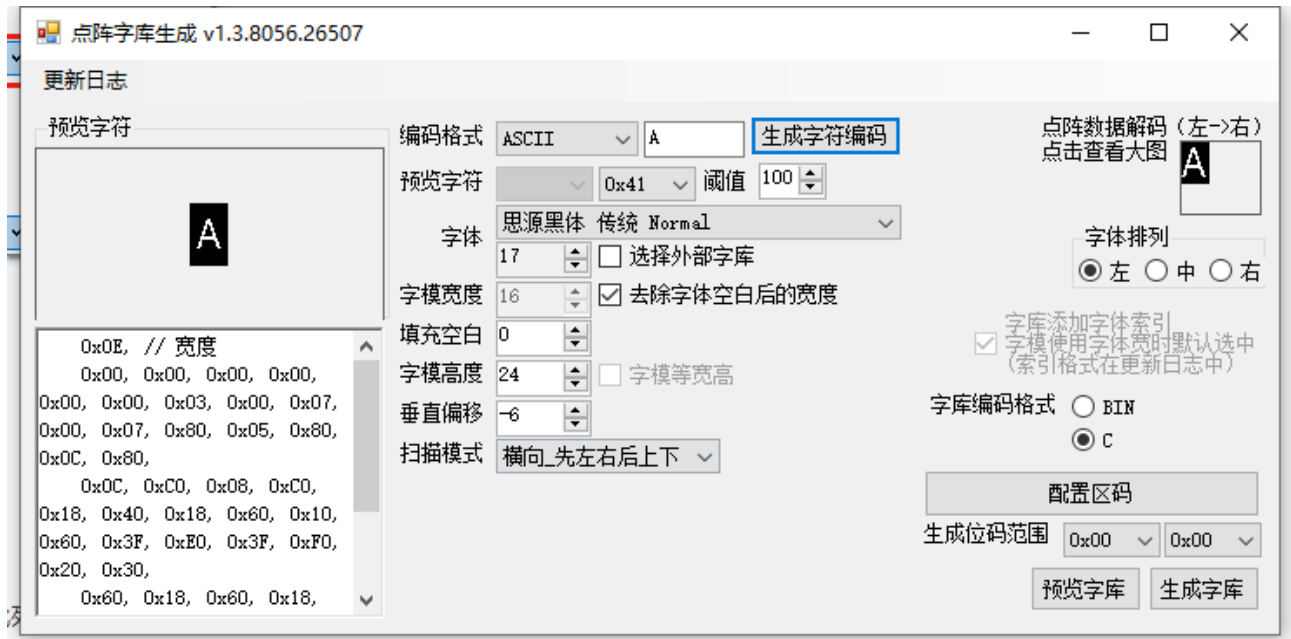 点阵字库生成 v1.3.8056.26507
更新日志
预览字符
A
0x0E, // 宽度
0x00, 0x00, 0x00, 0x00,
0x00, 0x00, 0x03, 0x00, 0x07,
0x00, 0x07, 0x80, 0x05, 0x80,
0x0C, 0x80,
0x0C, 0xC0, 0x08, 0xC0,
0x18, 0x40, 0x18, 0x60, 0x10,
0x60, 0x3F, 0xE0, 0x3F, 0xF0,
0x20, 0x30,
0x60, 0x18, 0x60, 0x18,
编码格式 ASCII A 生成字符编码
预览字符 0x41 阈值 100
字体 思源黑体 传统 Normal
17 选择外部字库
字模宽度 16 去除字体空白后的宽度
填充空白 0
字模高度 24 字模等宽高
垂直偏移 -6
扫描模式 横向_先左右后上下
点阵数据解码（左->右）
点击查看大图
A
字体排列
左 中 右
字库添加字体索引
字模使用字体宽时默认选中
(索引格式在更新日志中)
字库编码格式 BIN
C
配置区码
生成位码范围 0x00 0x00
预览字库 生成字库